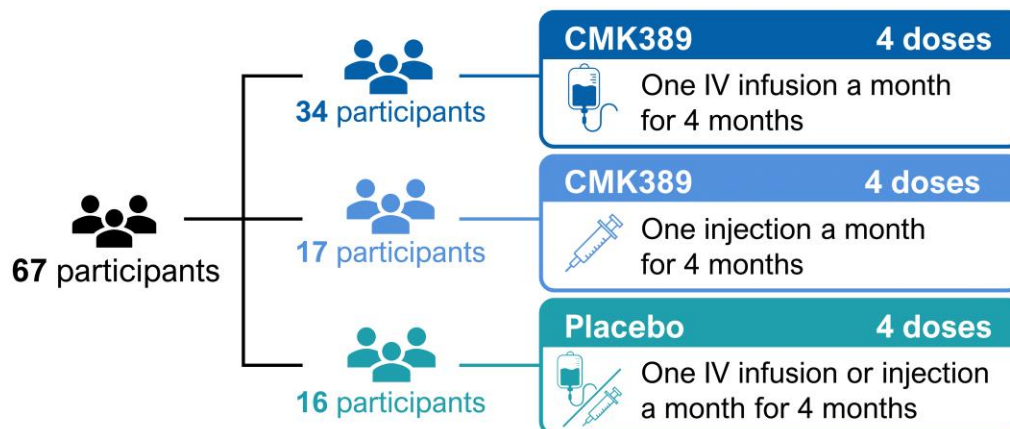 CMK389 4 doses
One IV infusion a month
for 4 months
34 participants
CMK389 4 doses
One injection a month
for 4 months
17 participants
67 participants
Placebo 4 doses
One IV infusion or injection
a month for 4 months
16 participants